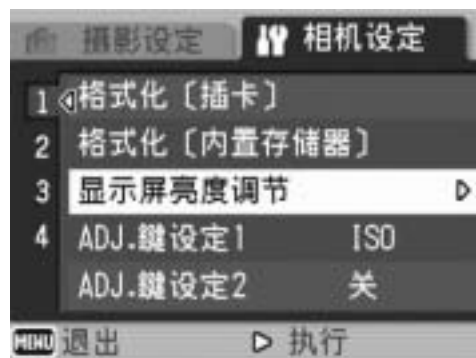 摄影设定 相机设定
1 格式化〔插卡〕
2 格式化〔内置存储器〕
3 显示屏亮度调节
4 ADJ.鍵设定1 ISO
ADJ.鍵设定2 关
MENU 退出 执行